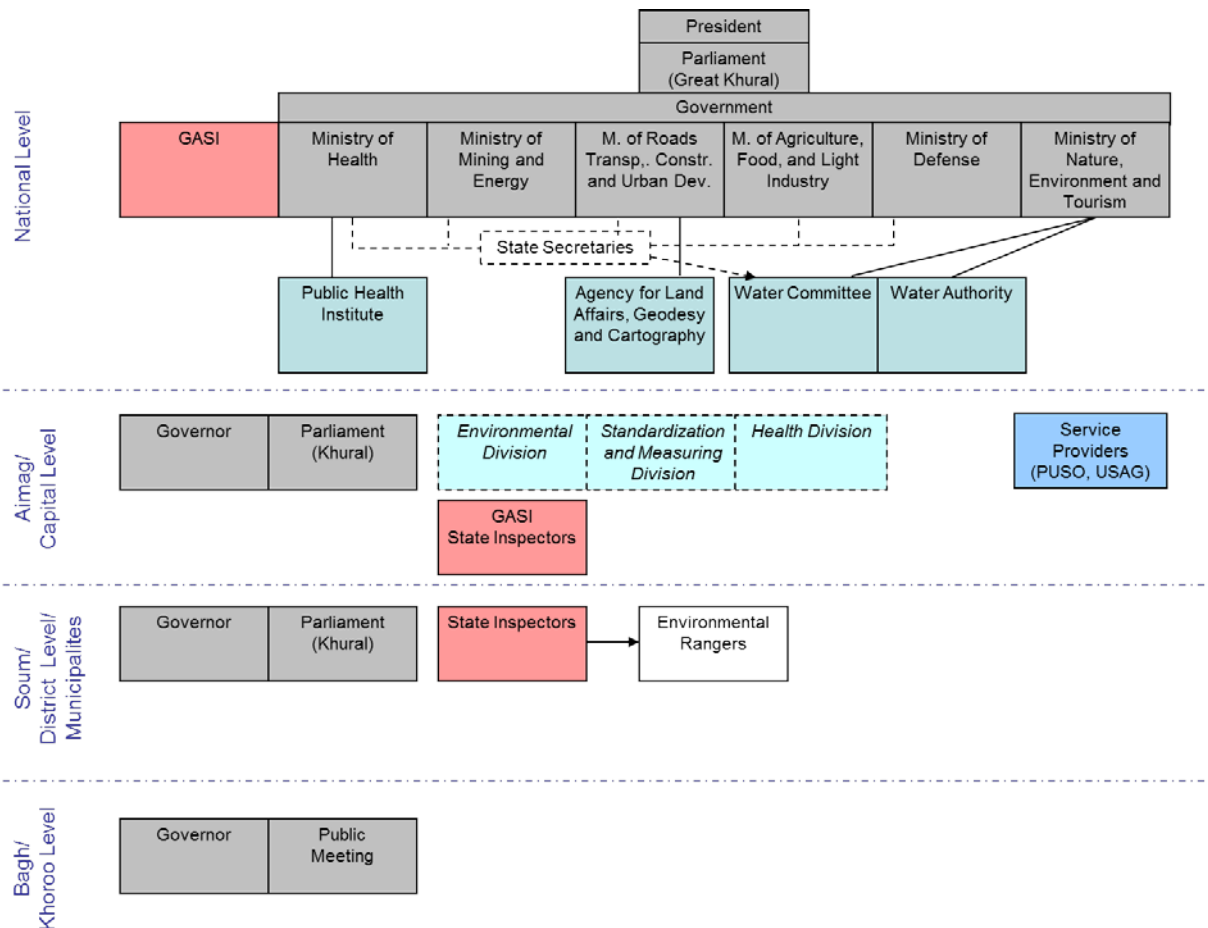 President
Parliament
(Great Khural)
Government
National Level
GASI
Ministry of
Health
Ministry of
Mining and
Energy
M. of Roads
Transp,. Constr.
and Urban Dev.
M. of Agriculture,
Food, and Light
Industry
Ministry of
Defense
Ministry of
Nature,
Environment and
Tourism
State Secretaries
Public Health
Institute
Agency for Land
Affairs, Geodesy
and Cartography
Water Committee
Water Authority
Aimag/
Capital Level
Governor
Parliament
(Khural)
Environmental
Division
Standardization
and Measuring
Division
Health Division
Service
Providers
(PUSO, USAG)
GASI
State Inspectors
Soum/
District Level/
Municipalites
Governor
Parliament
(Khural)
State Inspectors
Environmental
Rangers
Bagh/
Khoroo Level
Governor
Public
Meeting